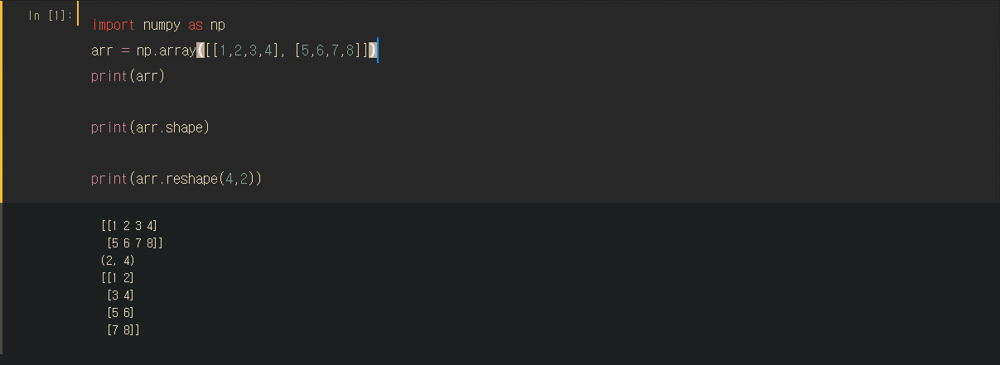 In [1]:
import numpy as np
arr = np.array([[1,2,3,4], [5,6,7,8]])
print(arr)
print(arr.shape)
print(arr.reshape(4,2))
[[1 2 3 4]
 [5 6 7 8]]
(2, 4)
[[1 2]
 [3 4]
 [5 6]
 [7 8]]